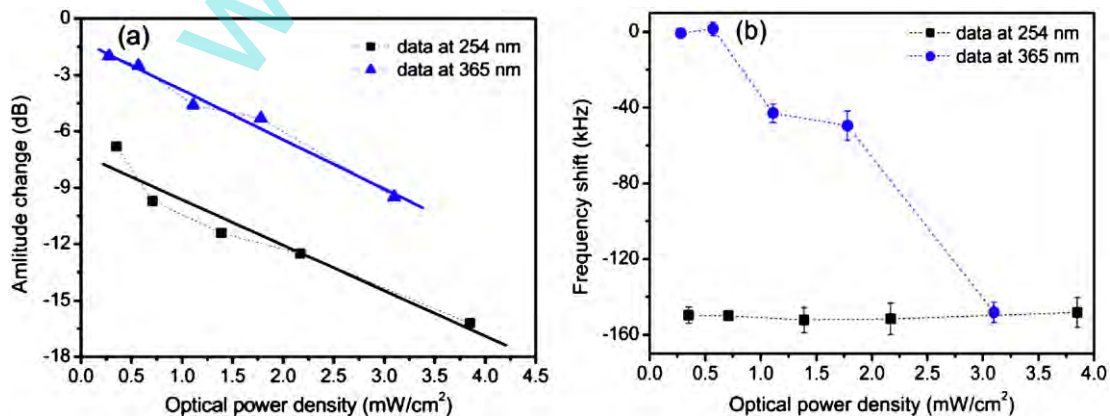 (a)
data at 254 nm
data at 365 nm
Amlitude change (dB)
0
-3
-6
-9
-12
-15
-18
0.0 0.5 1.0 1.5 2.0 2.5 3.0 3.5 4.0 4.5
Optical power density (mW/cm²)
(b)
data at 254 nm
data at 365 nm
Frequency shift (kHz)
0
-40
-80
-120
-160
0.0 0.5 1.0 1.5 2.0 2.5 3.0 3.5 4.0
Optical power density (mW/cm²)